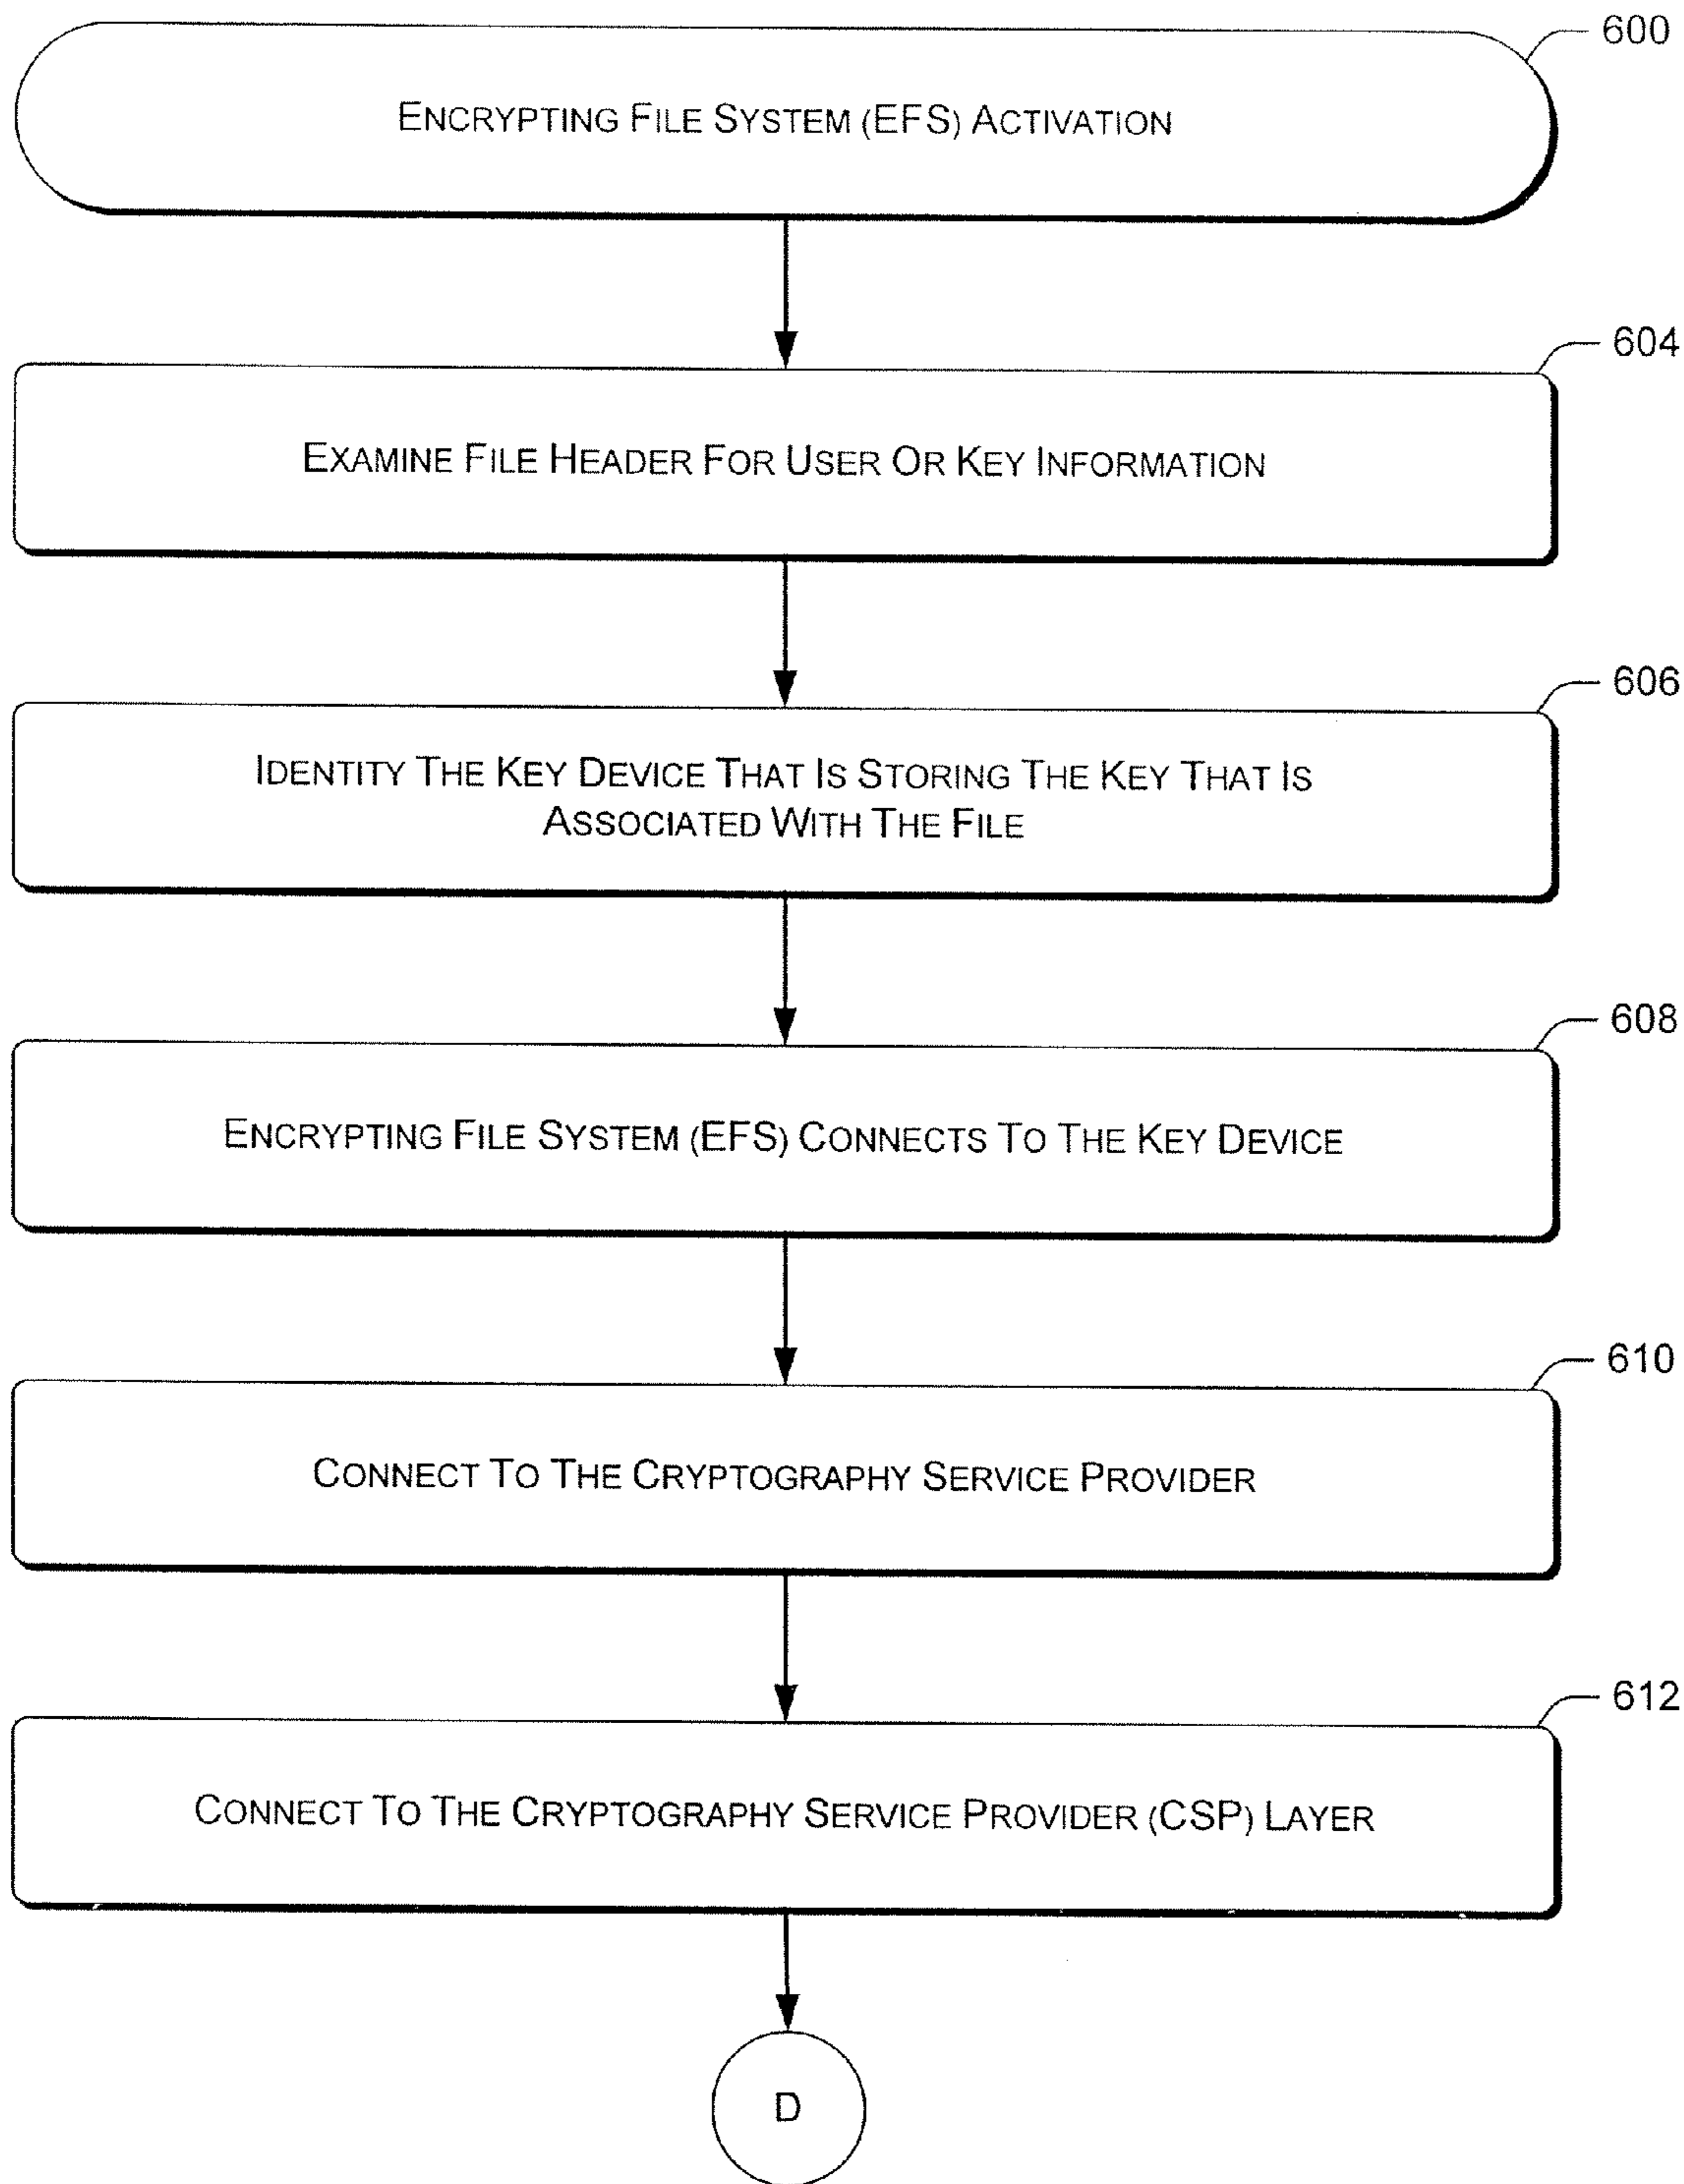 600
ENCRYPTING FILE SYSTEM (EFS) ACTIVATION
604
EXAMINE FILE HEADER FOR USER OR KEY INFORMATION
606
IDENTITY THE KEY DEVICE THAT IS STORING THE KEY THAT IS
ASSOCIATED WITH THE FILE
608
ENCRYPTING FILE SYSTEM (EFS) CONNECTS TO THE KEY DEVICE
610
CONNECT TO THE CRYPTOGRAPHY SERVICE PROVIDER
612
CONNECT TO THE CRYPTOGRAPHY SERVICE PROVIDER (CSP) LAYER
D